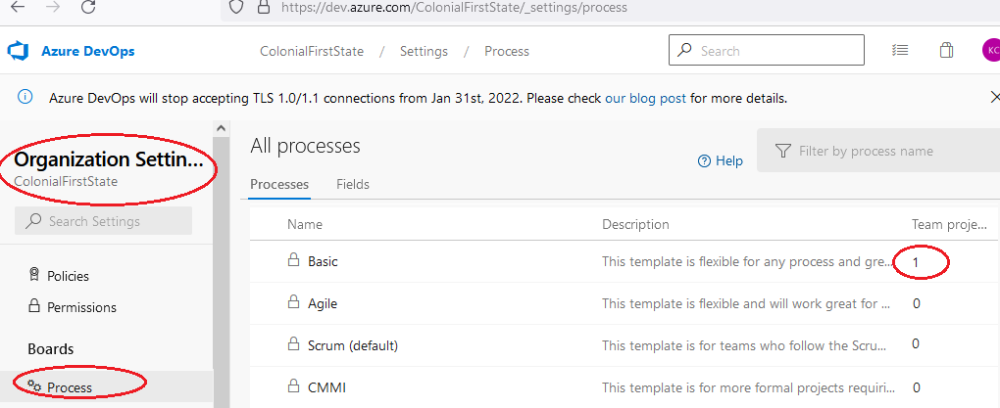 https://dev.azure.com/ColonialFirstState/_settings/process
Azure DevOps
ColonialFirstState / Settings / Process
Search
KC
Azure DevOps will stop accepting TLS 1.0/1.1 connections from Jan 31st, 2022. Please check our blog post for more details.
Organization Settin...
ColonialFirstState
Search Settings
Policies
Permissions
Boards
Process
All processes
Help
Filter by process name
Processes Fields
Name Description Team proje...
Basic This template is flexible for any process and gre... 1
Agile This template is flexible and will work great for ... 0
Scrum (default) This template is for teams who follow the Scru... 0
CMMI This template is for more formal projects requiri... 0